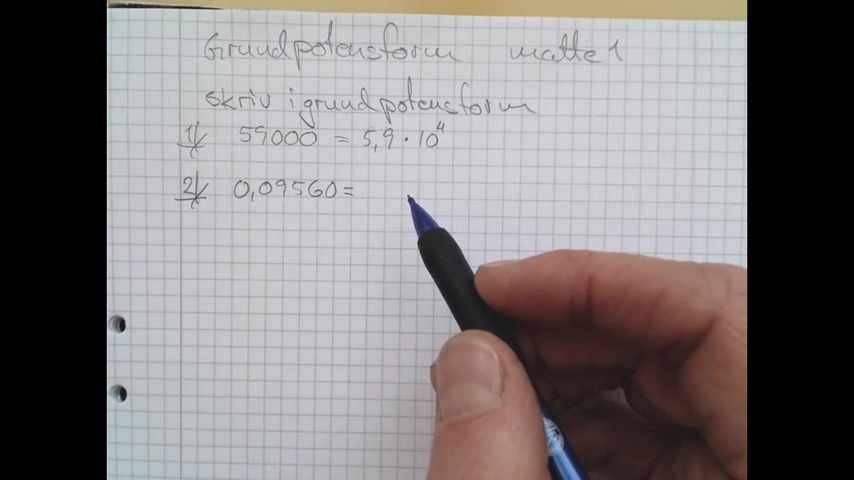 Grundpotensform matte 1
skriv i grundpotensform
1/ 59000 = 5,9 · 10⁴
2/ 0,09560 =